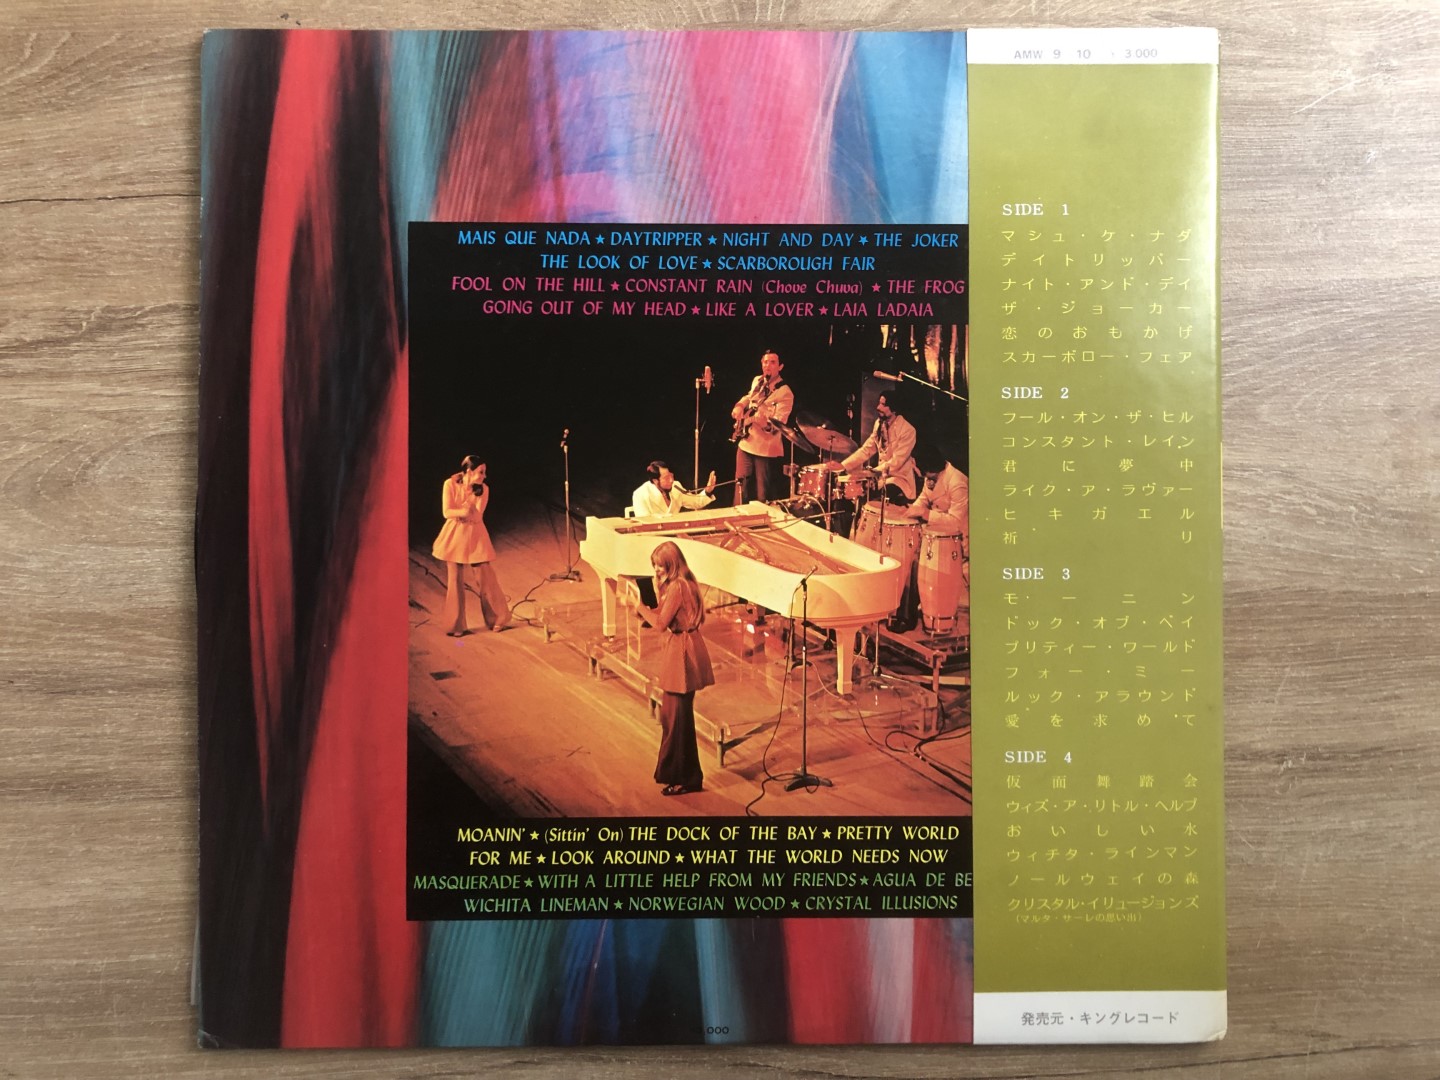 MAIS QUE NADA ★ DAYTRIPPER ★ NIGHT AND DAY ★ THE JOKER
THE LOOK OF LOVE ★ SCARBOROUGH FAIR
FOOL ON THE HILL ★ CONSTANT RAIN (Chove Chuva) ★ THE FROG
GOING OUT OF MY HEAD ★ LIKE A LOVER ★ LAIA LADAIA
MOANIN' ★ (Sittin' On) THE DOCK OF THE BAY ★ PRETTY WORLD
FOR ME ★ LOOK AROUND ★ WHAT THE WORLD NEEDS NOW
MASQUERADE ★ WITH A LITTLE HELP FROM MY FRIENDS ★ AGUA DE BE
WICHITA LINEMAN ★ NORWEGIAN WOOD ★ CRYSTAL ILLUSIONS
,000
AMW 9 10 · 3,000
SIDE 1
マシュ・ケ・ナダ
デイトリッパー
ナイト・アンド・デイ
ザ・ジョーカー
恋のおもかげ
スカーボロー・フェア
SIDE 2
フール・オン・ザ・ヒル
コンスタント・レイン
君に夢中
ライク・ア・ラヴァー
ヒキガエル
祈り
SIDE 3
モーニン
ドック・オブ・ベイ
プリティー・ワールド
フォー・ミー
ルック・アラウンド
愛を求めて
SIDE 4
仮面舞踏会
ウィズ・ア・リトル・ヘルプ
おいしい水
ウィチタ・ラインマン
ノールウェイの森
クリスタル・イリュージョンズ
(マルタ・サーレの思い出)
発売元・キングレコード